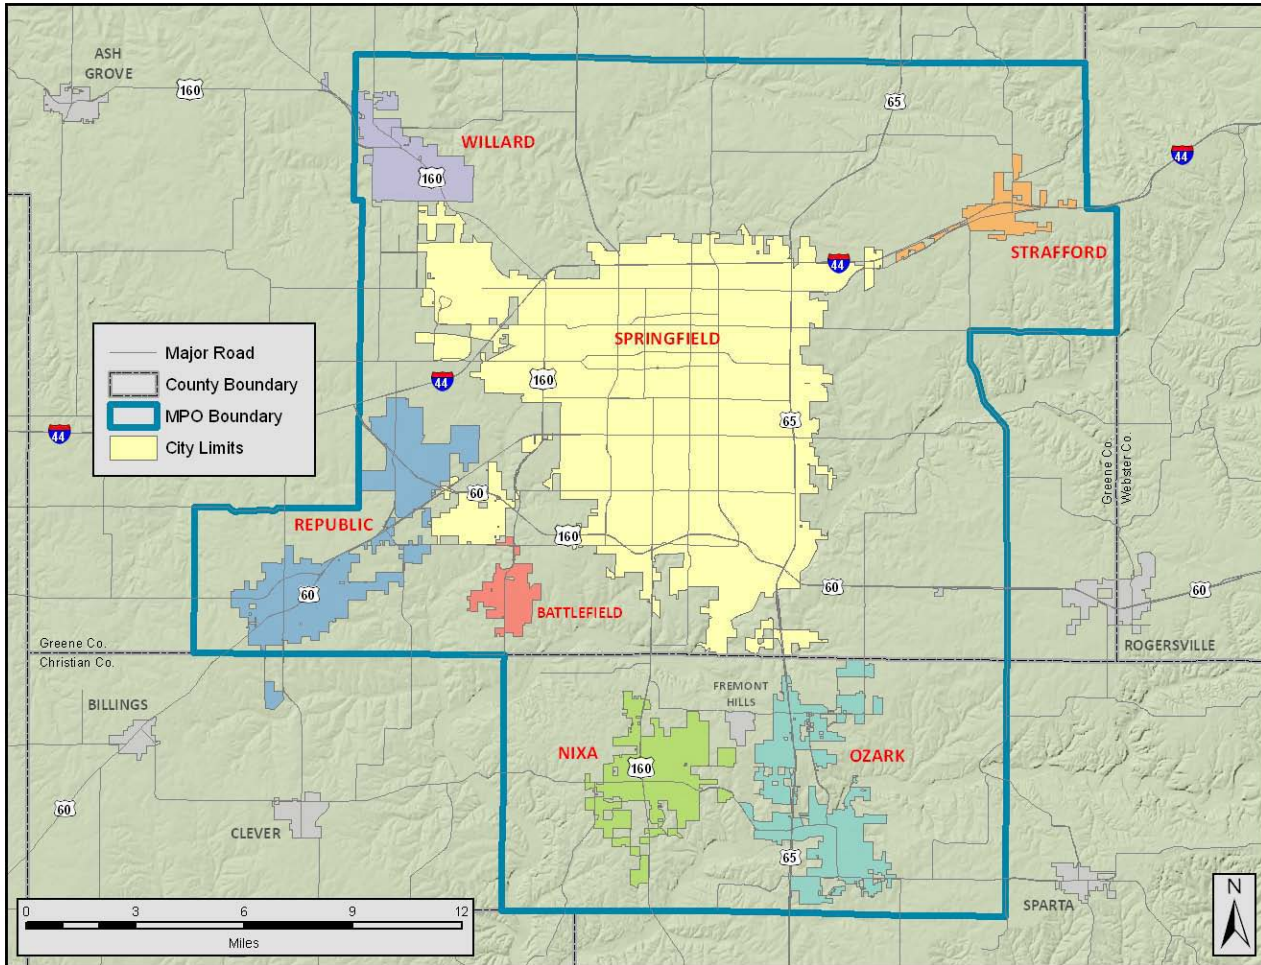 ASH
GROVE
160
65
WILLARD
160
44
STRAFFORD
44
SPRINGFIELD
Major Road
County Boundary
MPO Boundary
City Limits
44
160
44
65
60
Greene Co.
Webster Co.
REPUBLIC
160
60
60
60
BATTLEFIELD
ROGERSVILLE
Greene Co.
Christian Co.
BILLINGS
FREMONT
HILLS
NIXA
OZARK
160
60
CLEVER
65
SPARTA
N
0 3 6 9 12
Miles